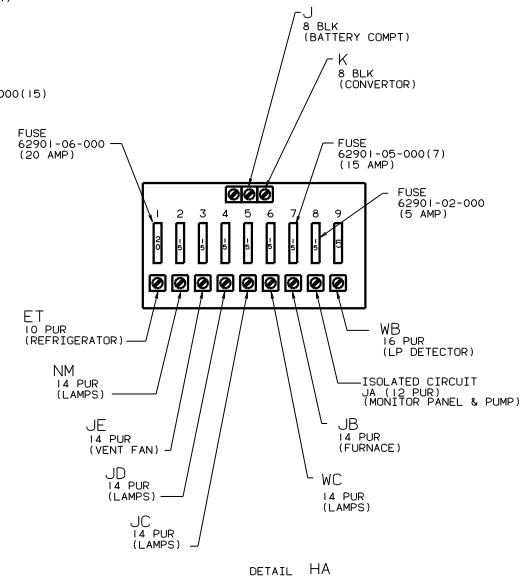 J
8 BLK
(BATTERY COMPT)
K
8 BLK
(CONVERTOR)
000(15)
FUSE
62901-06-000
(20 AMP)
FUSE
62901-05-000(7)
(15 AMP)
FUSE
62901-02-000
(5 AMP)
1 2 3 4 5 6 7 8 9
20 15 15 15 15 15 15 15 5
ET
10 PUR
(REFRIGERATOR)
WB
16 PUR
(LP DETECTOR)
NM
14 PUR
(LAMPS)
ISOLATED CIRCUIT
JA (12 PUR)
(MONITOR PANEL & PUMP)
JE
14 PUR
(VENT FAN)
JB
14 PUR
(FURNACE)
JD
14 PUR
(LAMPS)
WC
14 PUR
(LAMPS)
JC
14 PUR
(LAMPS)
DETAIL HA